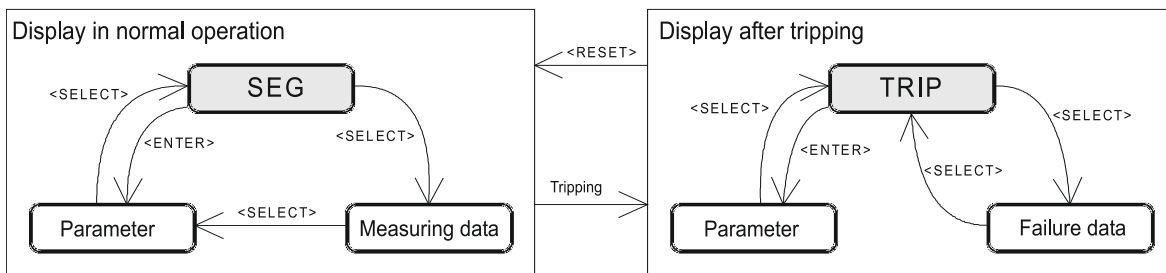 Display in normal operation
SEG
<SELECT>
<ENTER>
<SELECT>
<SELECT>
Parameter
Measuring data
<RESET>
Tripping
Display after tripping
TRIP
<SELECT>
<ENTER>
<SELECT>
<SELECT>
Parameter
Failure data